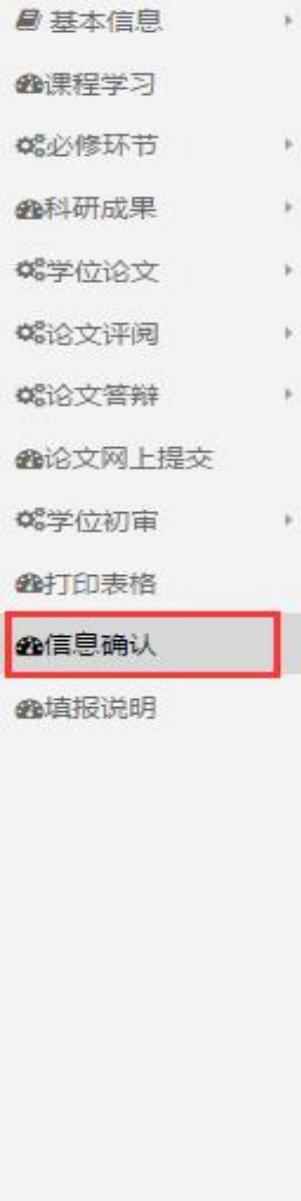 基本信息
课程学习
必修环节
科研成果
学位论文
论文评阅
论文答辩
论文网上提交
学位初审
打印表格
信息确认
填报说明